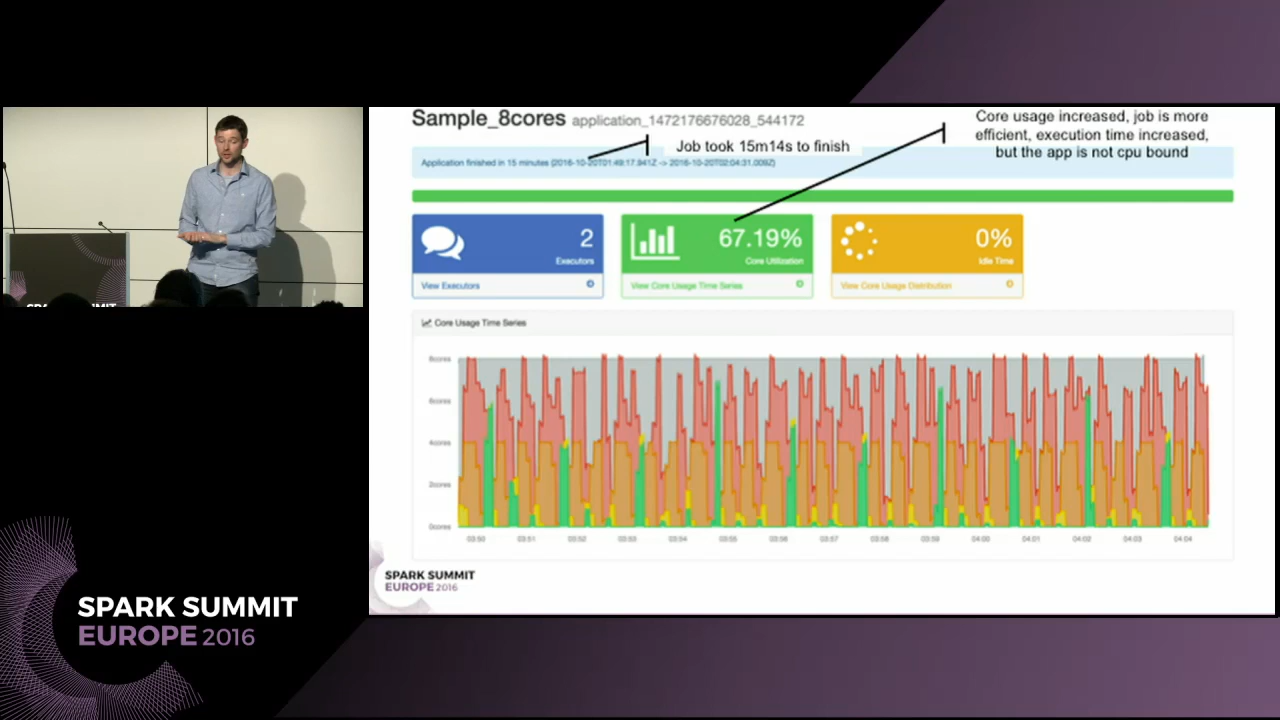 Sample_8cores application_1472176676028_544172
Core usage increased, job is more
efficient, execution time increased,
but the app is not cpu bound
Job took 15m14s to finish
Application finished in 15 minutes (2016-10-20T01:49:17.941Z -> 2016-10-20T02:04:31.009Z)
2
Executors
View Executors
67.19%
Core Utilization
View Core Usage Time Series
0%
Idle Time
View Core Usage Distribution
Core Usage Time Series
8cores
6cores
4cores
2cores
0cores
03:50 03:51 03:52 03:53 03:54 03:55 03:56 03:57 03:58 03:59 04:00 04:01 04:02 04:03 04:04
SPARK SUMMIT
EUROPE 2016
SPARK SUMMIT
SPARK SUMMIT
EUROPE 2016